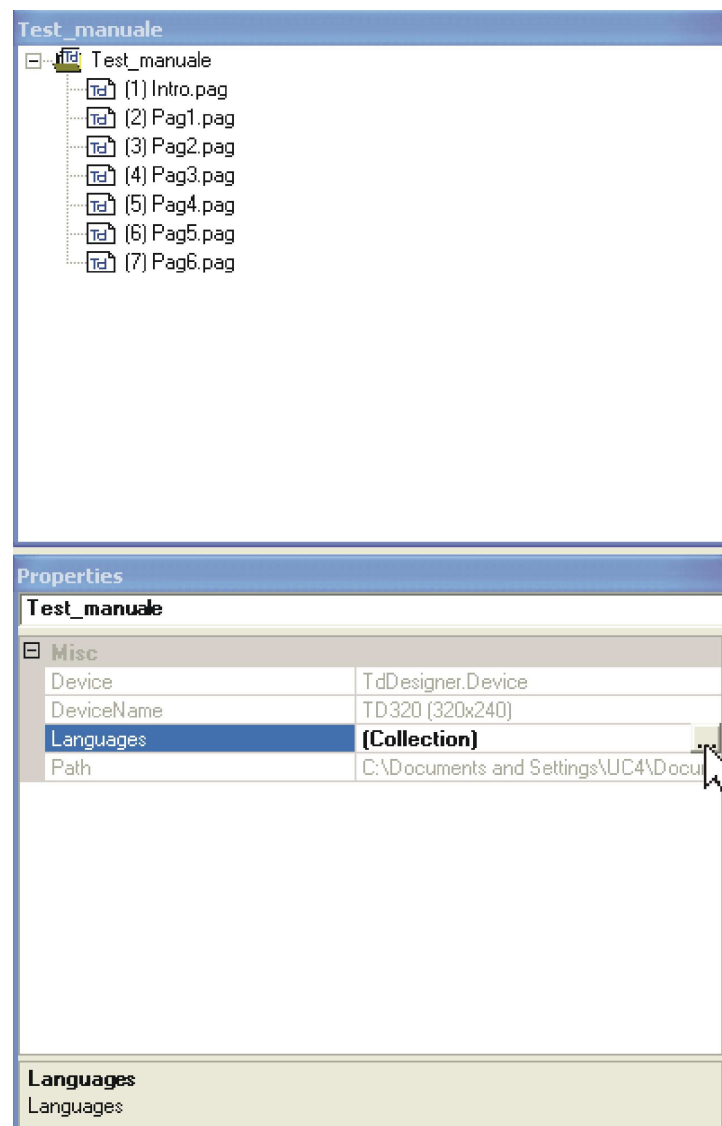 Test_manuale
Test_manuale
(1) Intro.pag
(2) Pag1.pag
(3) Pag2.pag
(4) Pag3.pag
(5) Pag4.pag
(6) Pag5.pag
(7) Pag6.pag
Properties
Test_manuale
Misc
Device TdDesigner.Device
DeviceName TD320 (320x240)
Languages (Collection) ...
Path C:\Documents and Settings\UC4\Docu
Languages
Languages